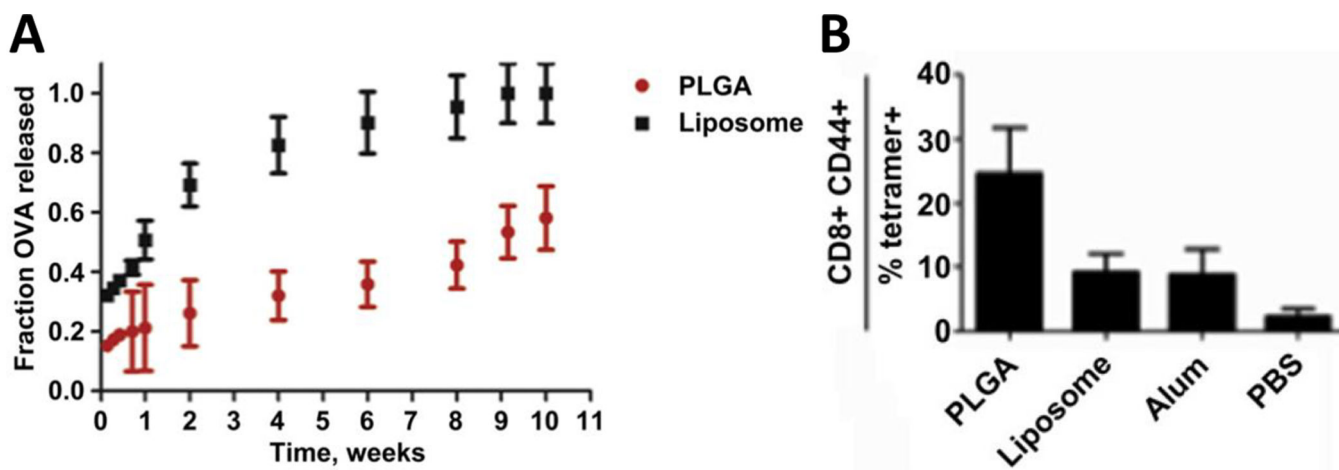 A
Fraction OVA released
1.0
0.8
0.6
0.4
0.2
0.0
0 1 2 3 4 5 6 7 8 9 10 11
Time, weeks
PLGA
Liposome
B
CD8+ CD44+
% tetramer+
40
30
20
10
0
PLGA
Liposome
Alum
PBS